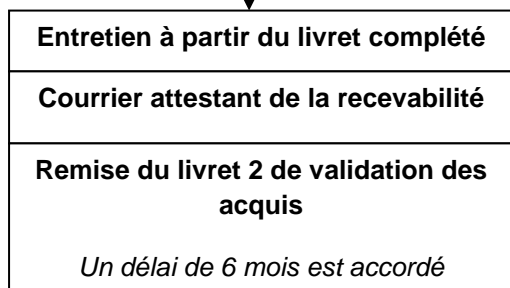 Entretien à partir du livret complété
Courrier attestant de la recevabilité
Remise du livret 2 de validation des
acquis
Un délai de 6 mois est accordé